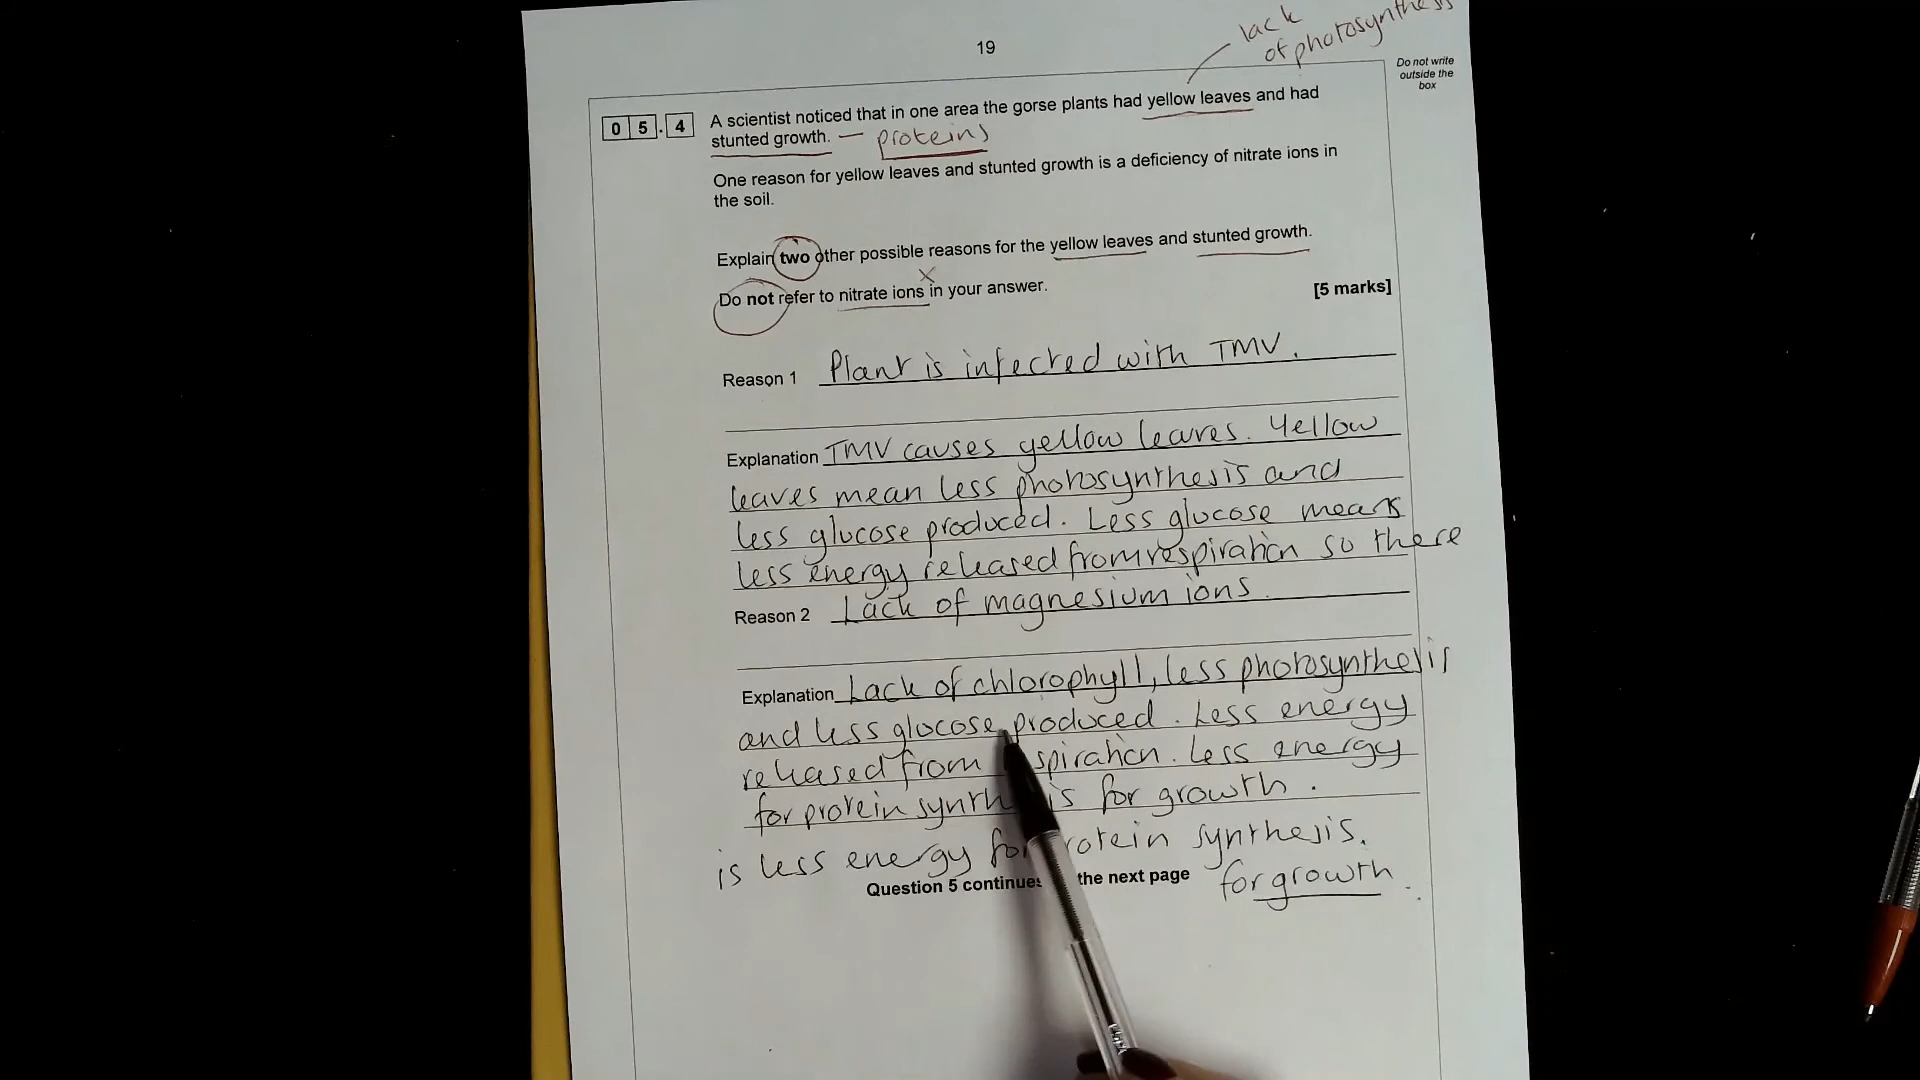 lack
of photosynthesis
19
Do not write
outside the
box
0 5 . 4 A scientist noticed that in one area the gorse plants had yellow leaves and had
stunted growth. — proteins
One reason for yellow leaves and stunted growth is a deficiency of nitrate ions in
the soil.
Explain two other possible reasons for the yellow leaves and stunted growth.
Do not refer to nitrate ions in your answer.
[5 marks]
Reason 1 Plant is infected with TMV.
Explanation TMV causes yellow leaves. Yellow
leaves mean less photosynthesis and
less glucose produced. Less glucose means
less energy released from respiration so there
Reason 2 Lack of magnesium ions.
Explanation Lack of chlorophyll, less photosynthesis
and less glucose produced. Less energy
released from spiration. Less energy
for protein synth is for growth.
is less energy for rotein synthesis.
Question 5 continues the next page for growth.